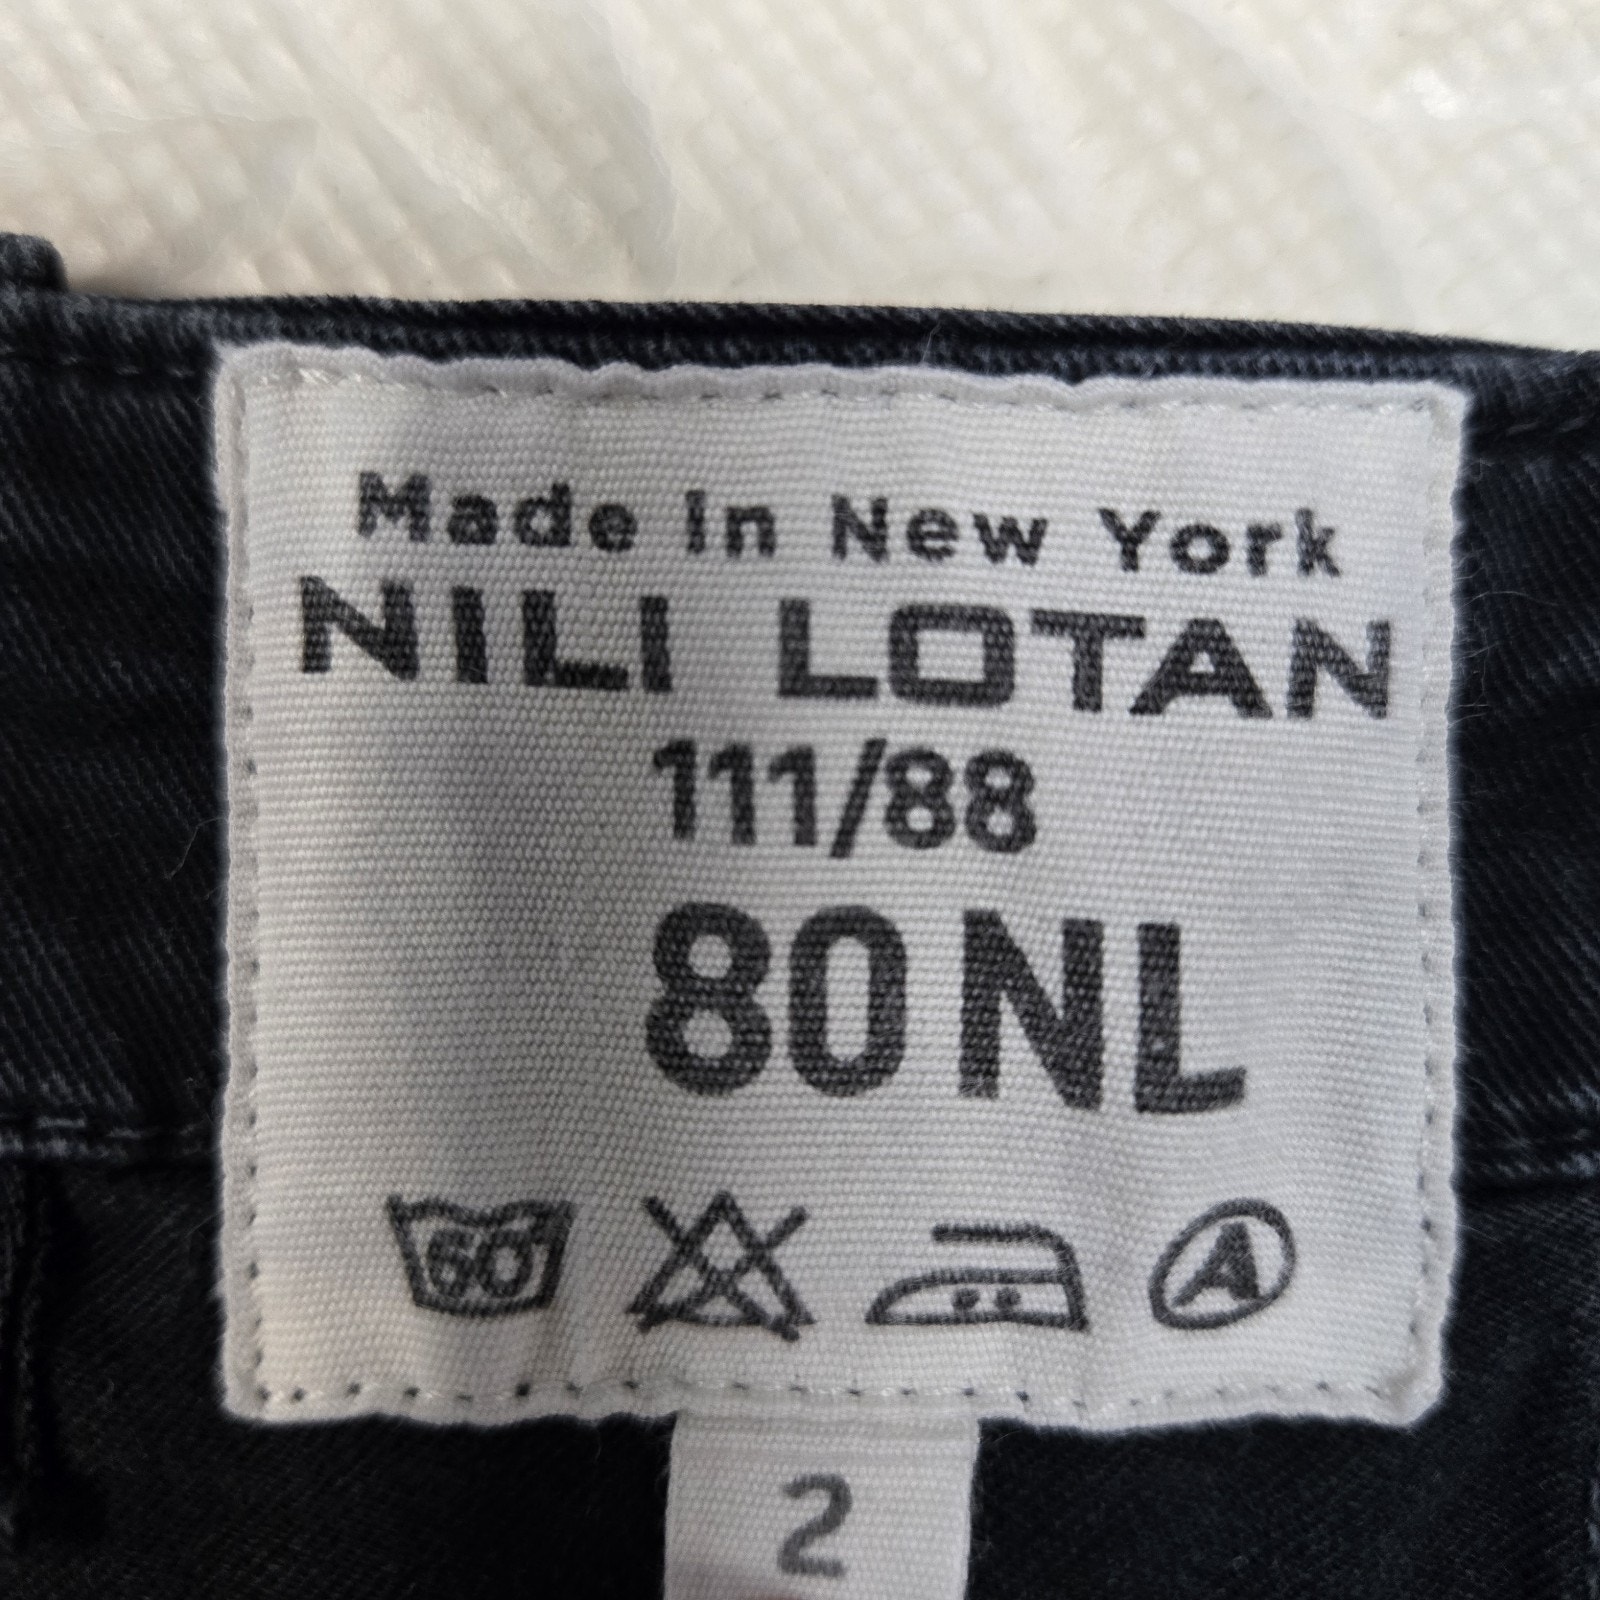 Made in New York
NILI LOTAN
111/88
80 NL
60 A
2